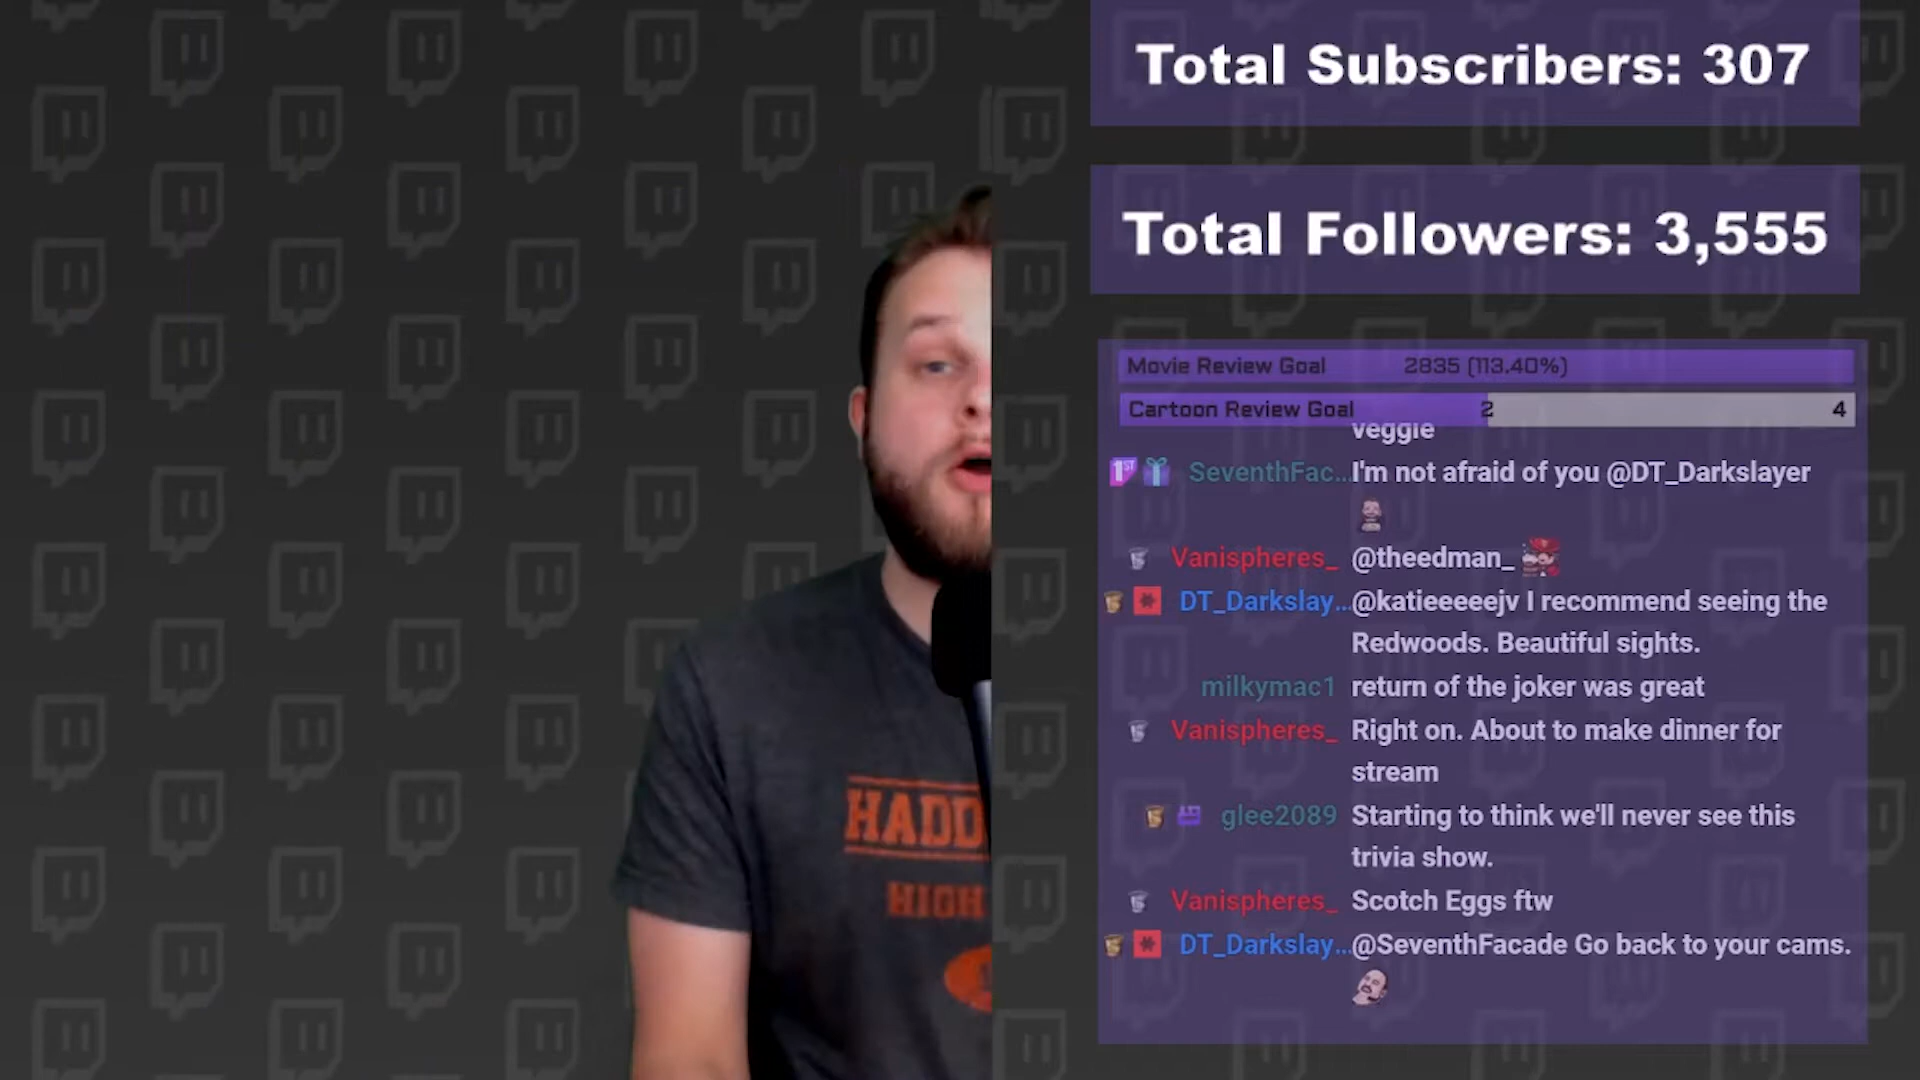 Total Subscribers: 307
Total Followers: 3,555
Movie Review Goal 2835 (113.40%)
Cartoon Review Goal 2 4
veggie
1ST SeventhFac... I'm not afraid of you @DT_Darkslayer
Vanispheres_ @theedman_
DT_Darkslay... @katieeeeejv I recommend seeing the
Redwoods. Beautiful sights.
milkymac1 return of the joker was great
Vanispheres_ Right on. About to make dinner for
stream
glee2089 Starting to think we'll never see this
trivia show.
Vanispheres_ Scotch Eggs ftw
DT_Darkslay... @SeventhFacade Go back to your cams.
HADD
HIGH